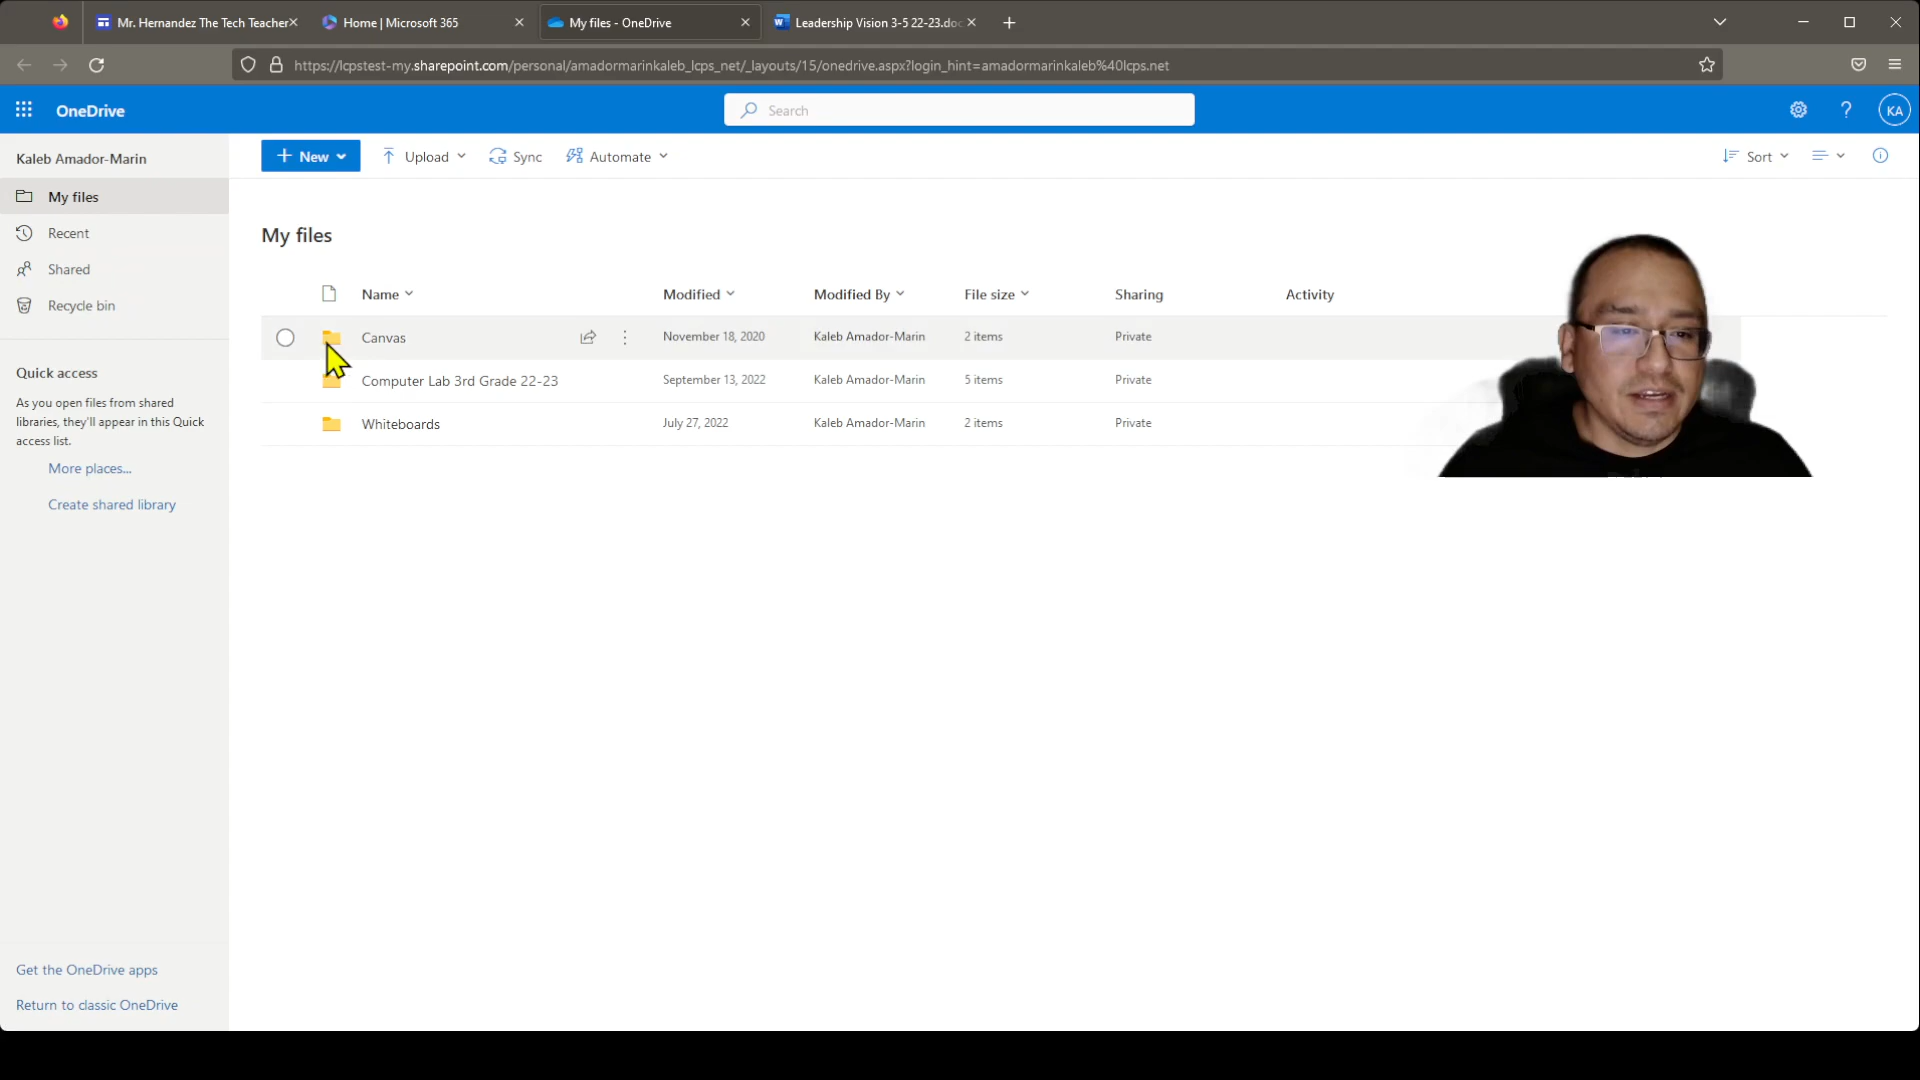 Mr. Hernandez The Tech Teacher
Home | Microsoft 365
My files - OneDrive
Leadership Vision 3-5 22-23.doc
https://lcpstest-my.sharepoint.com/personal/amadormarinkaleb_lcps_net/_layouts/15/onedrive.aspx?login_hint=amadormarinkaleb%40lcps.net
OneDrive
Search
KA
Kaleb Amador-Marin
New
Upload
Sync
Automate
Sort
My files
Recent
Shared
Recycle bin
Quick access
As you open files from shared
libraries, they'll appear in this Quick
access list.
More places...
Create shared library
My files
Name Modified Modified By File size Sharing Activity
Canvas November 18, 2020 Kaleb Amador-Marin 2 items Private
Computer Lab 3rd Grade 22-23 September 13, 2022 Kaleb Amador-Marin 5 items Private
Whiteboards July 27, 2022 Kaleb Amador-Marin 2 items Private
Get the OneDrive apps
Return to classic OneDrive